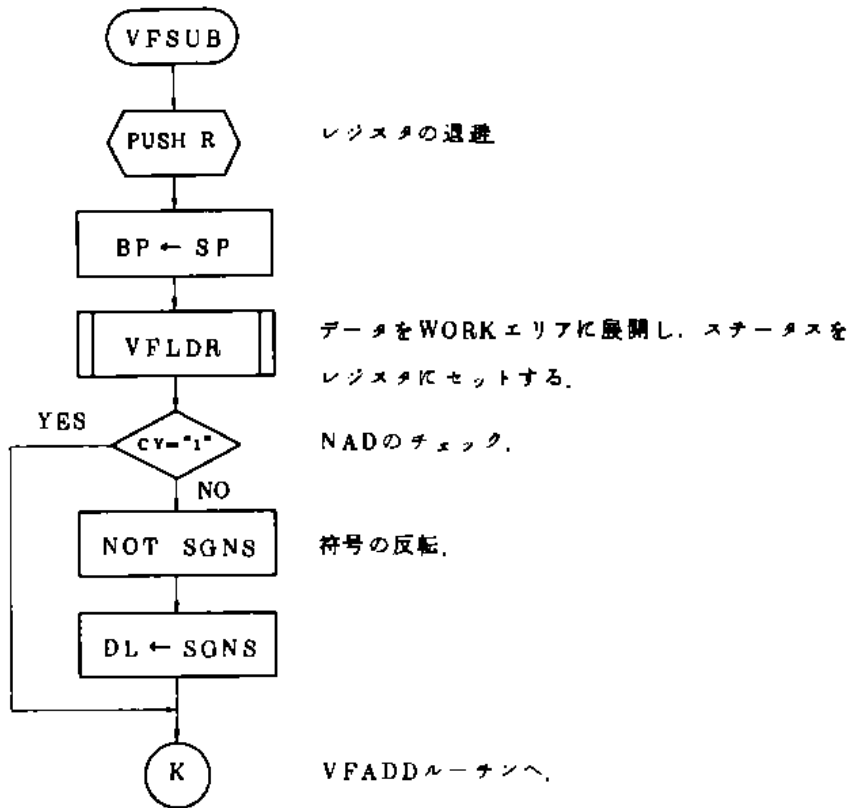 VFSUB
PUSH R
レジスタの退避
BP ← SP
VFLDR
データをWORKエリアに展開し、ステータスを
レジスタにセットする.
YES
CY="1"
NADのチェック.
NO
NOT SGNS
符号の反転.
DL ← SGNS
K
VFADDルーチンへ.